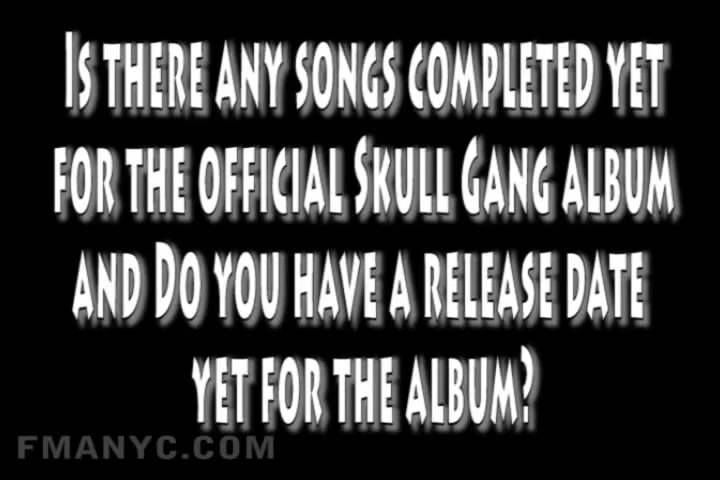 Is there any songs completed yet
for the official Skull Gang album
and Do you have a release date
yet for the album?
FMANYC.COM